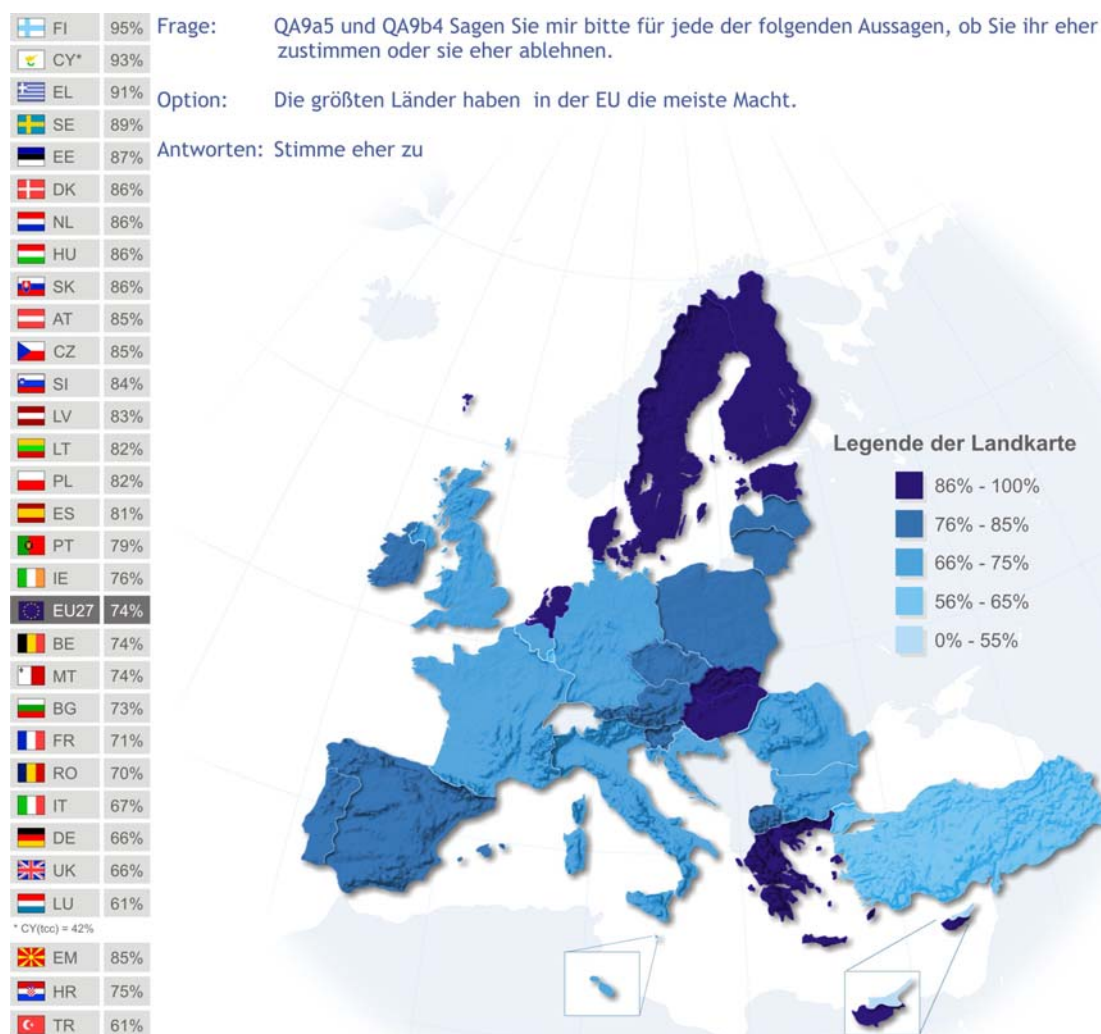 Frage: QA9a5 und QA9b4 Sagen Sie mir bitte für jede der folgenden Aussagen, ob Sie ihr eher
zustimmen oder sie eher ablehnen.
Option: Die größten Länder haben in der EU die meiste Macht.
Antworten: Stimme eher zu
FI 95%
CY* 93%
EL 91%
SE 89%
EE 87%
DK 86%
NL 86%
HU 86%
SK 86%
AT 85%
CZ 85%
SI 84%
LV 83%
LT 82%
PL 82%
ES 81%
PT 79%
IE 76%
EU27 74%
BE 74%
MT 74%
BG 73%
FR 71%
RO 70%
IT 67%
DE 66%
UK 66%
LU 61%
* CY(tcc) = 42%
EM 85%
HR 75%
TR 61%
Legende der Landkarte
86% - 100%
76% - 85%
66% - 75%
56% - 65%
0% - 55%